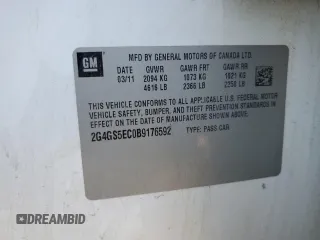 GM
MFD BY GENERAL MOTORS OF CANADA LTD.
DATE GVWR GAWR FRT GAWR RR
03/11 2094 KG 1073 KG 1021 KG
4616 LB 2366 LB 2250 LB
THIS VEHICLE CONFORMS TO ALL APPLICABLE U.S. FEDERAL MOTOR
VEHICLE SAFETY, BUMPER, AND THEFT PREVENTION STANDARDS
IN EFFECT ON THE DATE OF MANUFACTURE SHOWN ABOVE.
2G4GS5EC0B9176592 TYPE: PASS CAR
DREAMBID